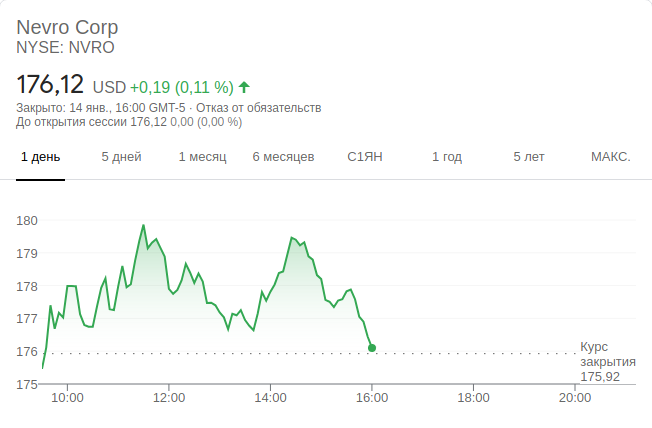 Nevro Corp
NYSE: NVRO
176,12 USD +0,19 (0,11 %)
Закрыто: 14 янв., 16:00 GMT-5 · Отказ от обязательств
До открытия сессии 176,12 0,00 (0,00 %)
1 день 5 дней 1 месяц 6 месяцев С1ЯН 1 год 5 лет МАКС.
180
179
178
177
176
175
Курс
закрытия
175,92
10:00 12:00 14:00 16:00 18:00 20:00